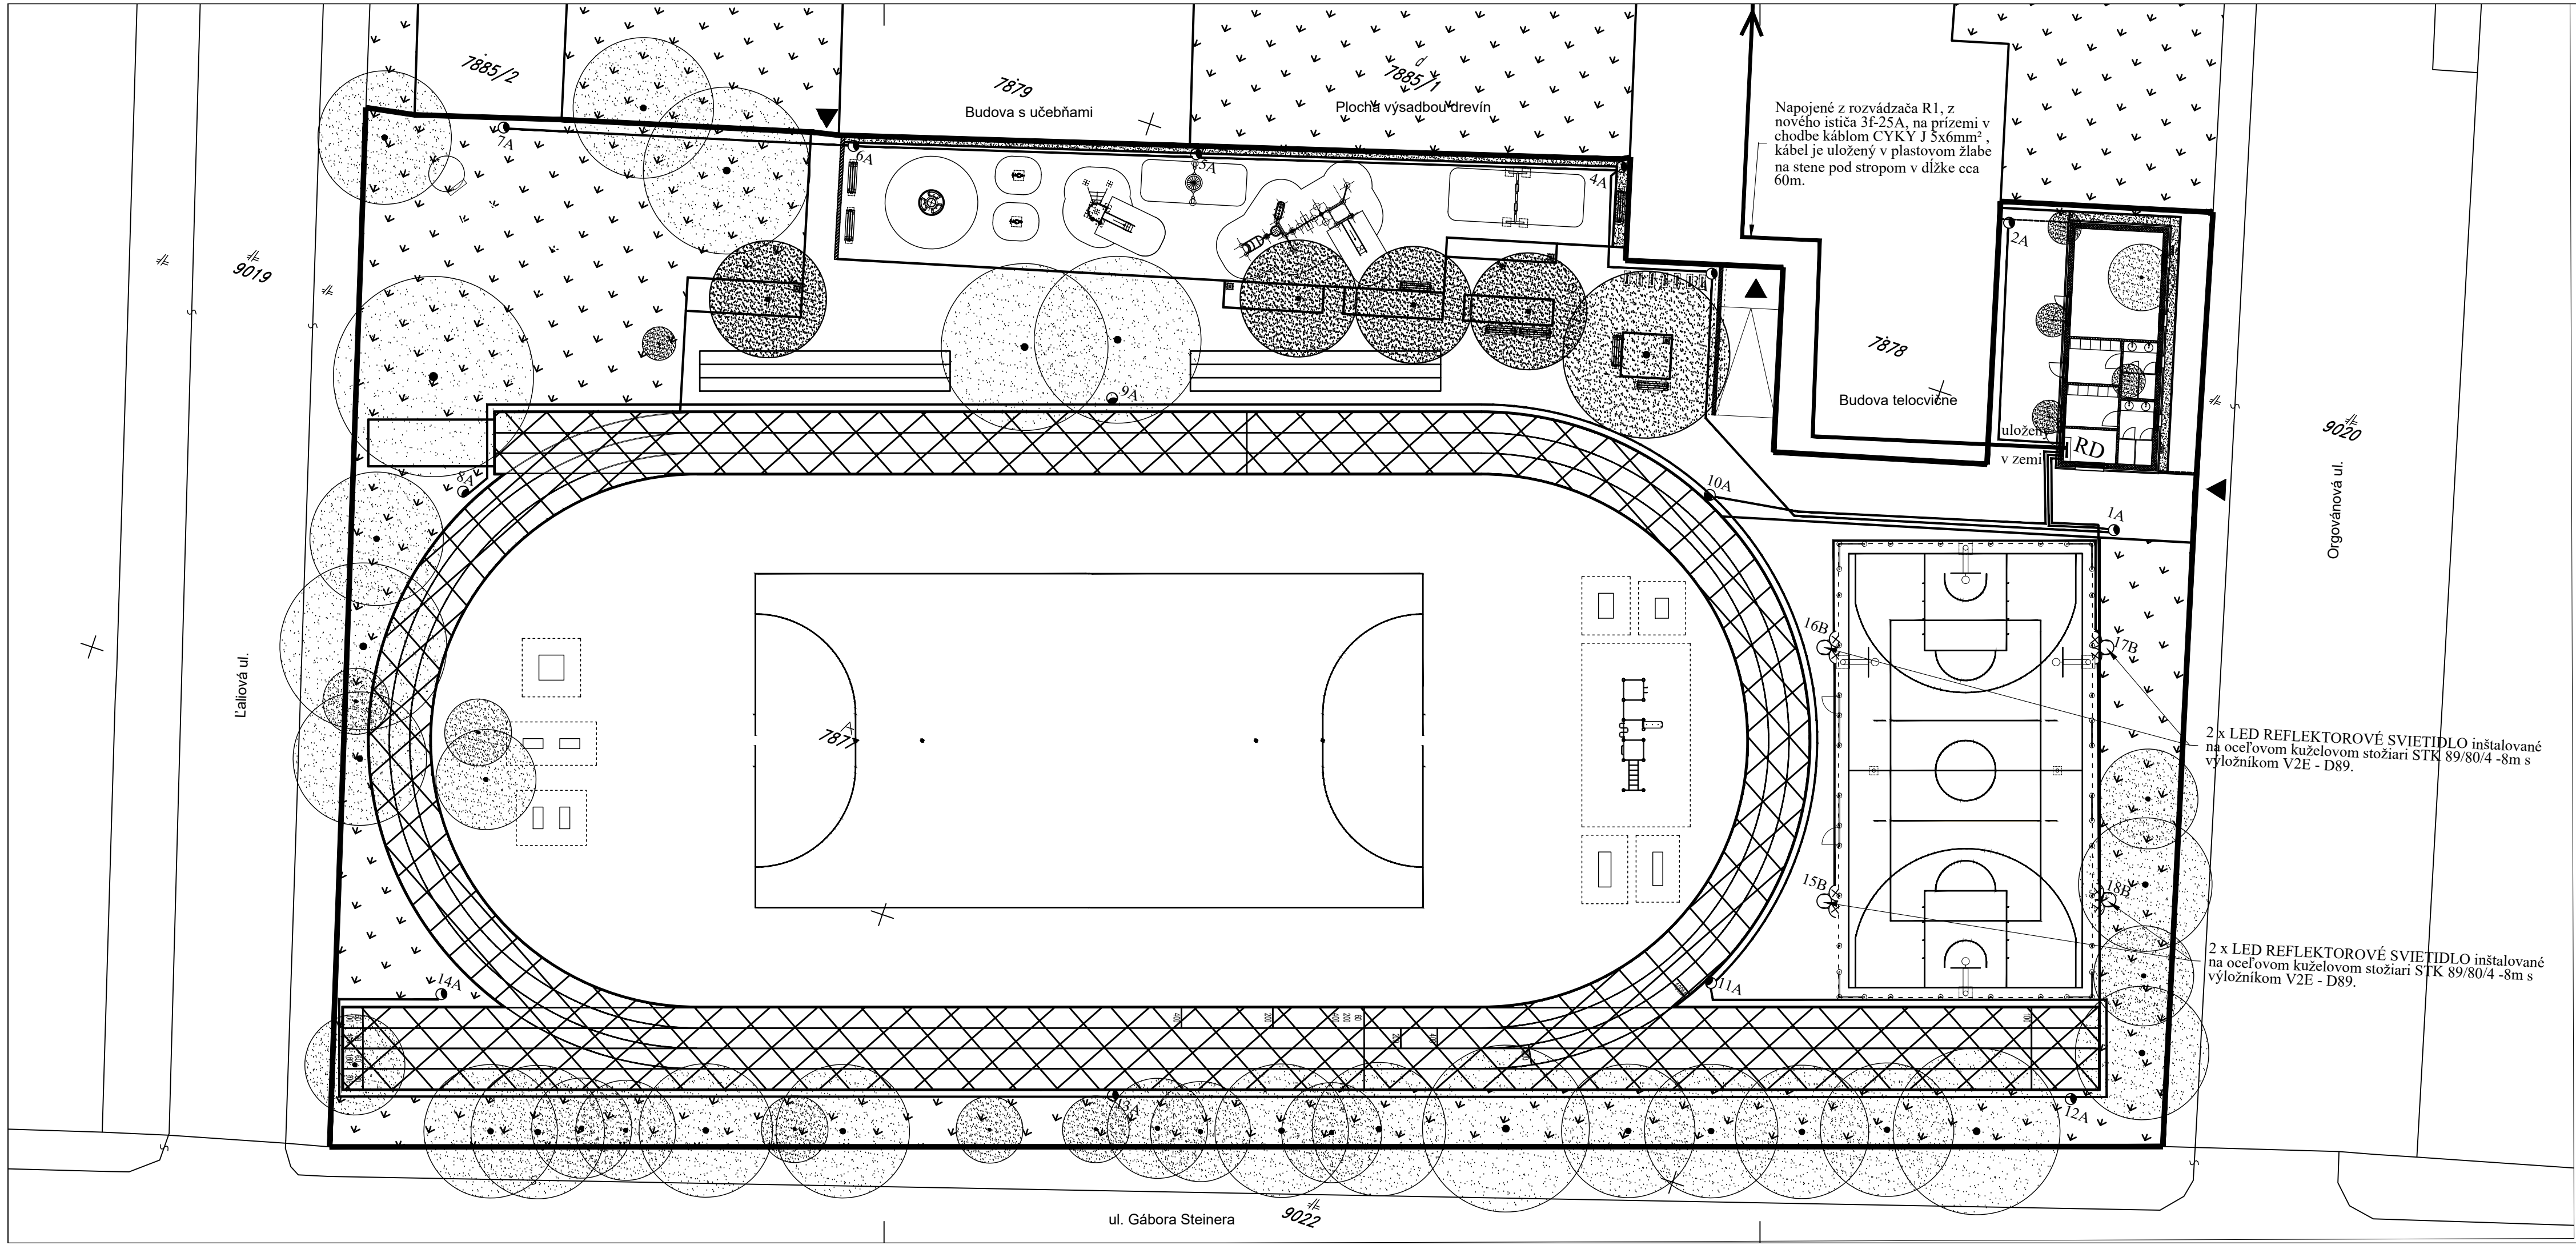 7885/2
7879
Budova s učebňami
7885/1
Plocha výsadbou drevín
Napojené z rozvádzača R1, z
nového ističa 3f-25A, na prízemi v
chodbe káblom CYKY J 5x6mm² ,
kábel je uložený v plastovom žlabe
na stene pod stropom v dĺžke cca
60m.
7A
6A
5A
4A
2A
9019
7878
Budova telocvične
9A
uložený
v zemi
RD
9020
Orgovánová ul.
8A
10A
1A
16B
17B
Ľaliová ul.
7877
2 x LED REFLEKTOROVÉ SVIETIDLO inštalované
na oceľovom kuželovom stožiari STK 89/80/4 -8m s
výložníkom V2E - D89.
15B
18B
2 x LED REFLEKTOROVÉ SVIETIDLO inštalované
na oceľovom kuželovom stožiari STK 89/80/4 -8m s
výložníkom V2E - D89.
14A
11A
200
60
100
13A
12A
ul. Gábora Steinera
9022